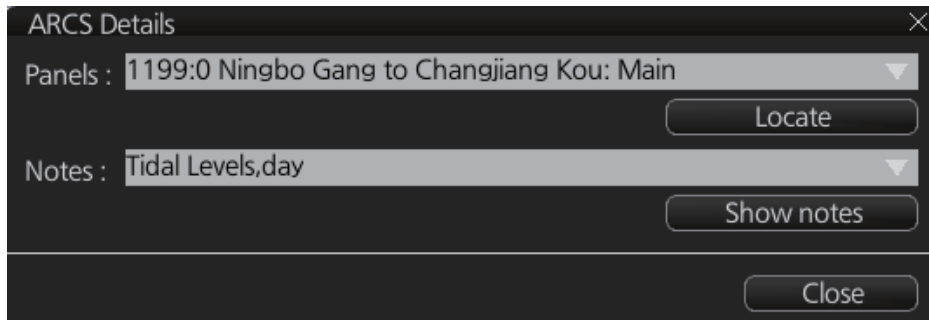 ARCS Details
Panels : 1199:0 Ningbo Gang to Changjiang Kou: Main
Locate
Notes : Tidal Levels,day
Show notes
Close